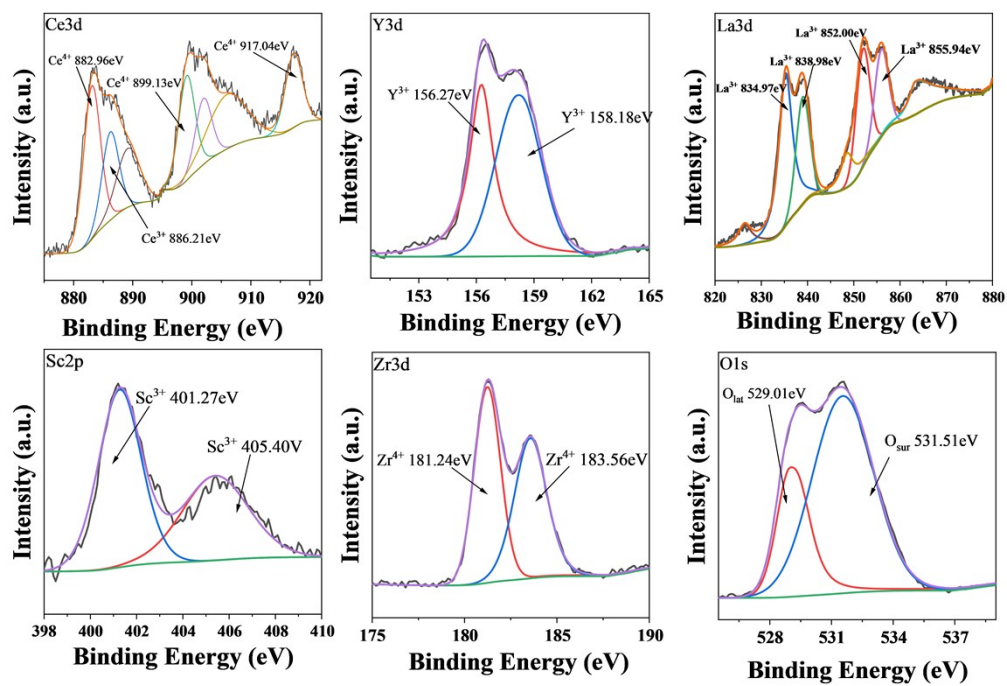 Ce3d
Ce⁴⁺ 882.96eV
Ce⁴⁺ 899.13eV
Ce⁴⁺ 917.04eV
Ce³⁺ 886.21eV
Intensity (a.u.)
880 890 900 910 920
Binding Energy (eV)
Y3d
Y³⁺ 156.27eV
Y³⁺ 158.18eV
Intensity (a.u.)
153 156 159 162 165
Binding Energy (eV)
La3d
La³⁺ 834.97eV
La³⁺ 838.98eV
La³⁺ 852.00eV
La³⁺ 855.94eV
Intensity (a.u.)
820 830 840 850 860 870 880
Binding Energy (eV)
Sc2p
Sc³⁺ 401.27eV
Sc³⁺ 405.40eV
Intensity (a.u.)
398 400 402 404 406 408 410
Binding Energy (eV)
Zr3d
Zr⁴⁺ 181.24eV
Zr⁴⁺ 183.56eV
Intensity (a.u.)
175 180 185 190
Binding Energy (eV)
O1s
O_lat 529.01eV
O_sur 531.51eV
Intensity (a.u.)
528 531 534 537
Binding Energy (eV)